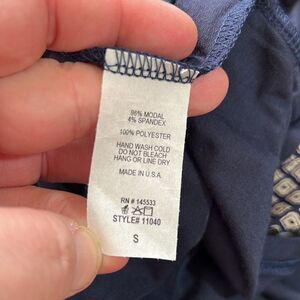 96% MODAL
4% SPANDEX
100% POLYESTER
HAND WASH COLD
DO NOT BLEACH
HANG OR LINE DRY
MADE IN U.S.A
RN # 145533
STYLE# 11040
S